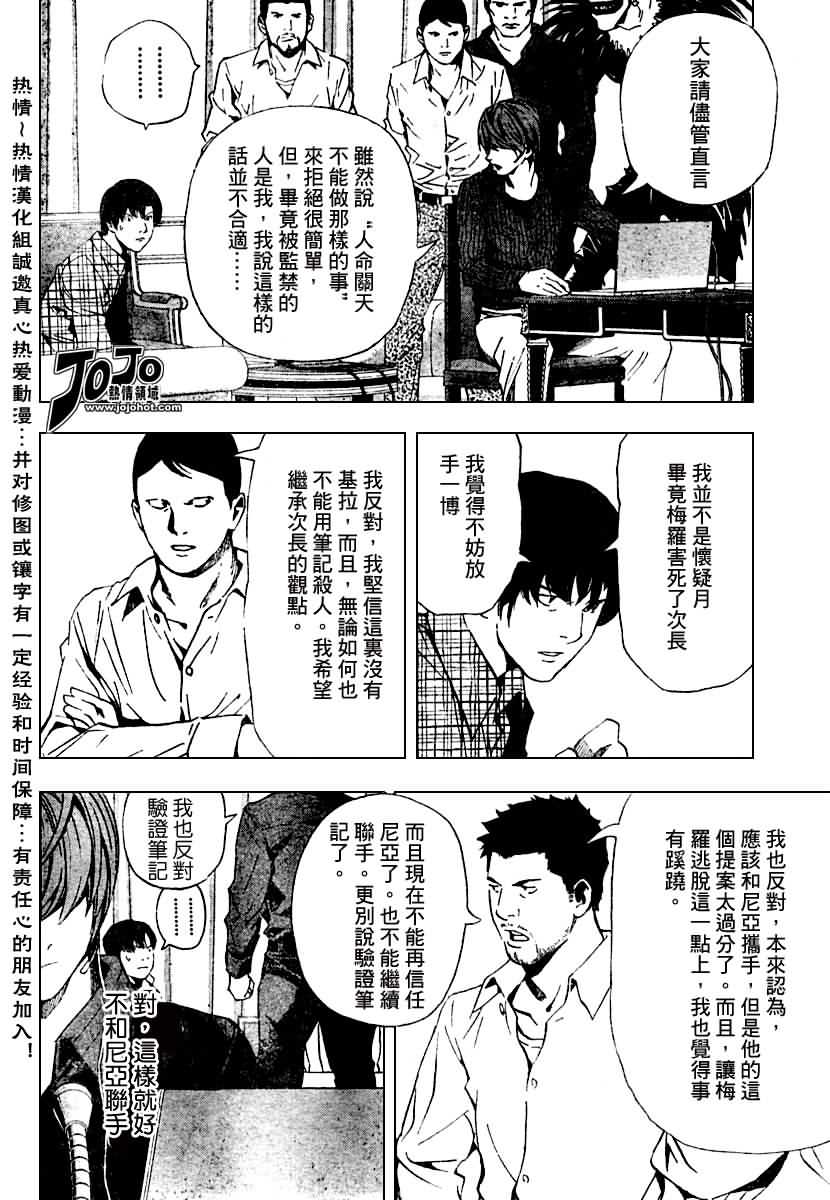 大家請儘管直言
雖然說“人命關天
不能做那樣的事”
來拒絕很簡單，
但，畢竟被監禁的
人是我，我說這樣的
話並不合適……
………
我並不是懷疑月
畢竟梅羅害死了次長
我覺得不妨放
手一博
我反對，我堅信這裏沒有
基拉，而且，無論如何也
不能用筆記殺人。我希望
繼承次長的觀點。
我也反對，本來認為，
應該和尼亞攜手，但是他的這
個提案太過分了。而且，讓梅
羅逃脫這一點上，我也覺得事
有蹊蹺。
而且現在不能再信任
尼亞了。也不能繼續
聯手。更別說驗證筆
記了。
我也反對
驗證筆記
………
對，這樣就好
不和尼亞聯手
JOJO
熱情領域
www.jojohot.com
热情～热情漢化組誠邀真心热爱動漫…并对修图或镶字有一定经验和时间保障…有责任心的朋友加入！